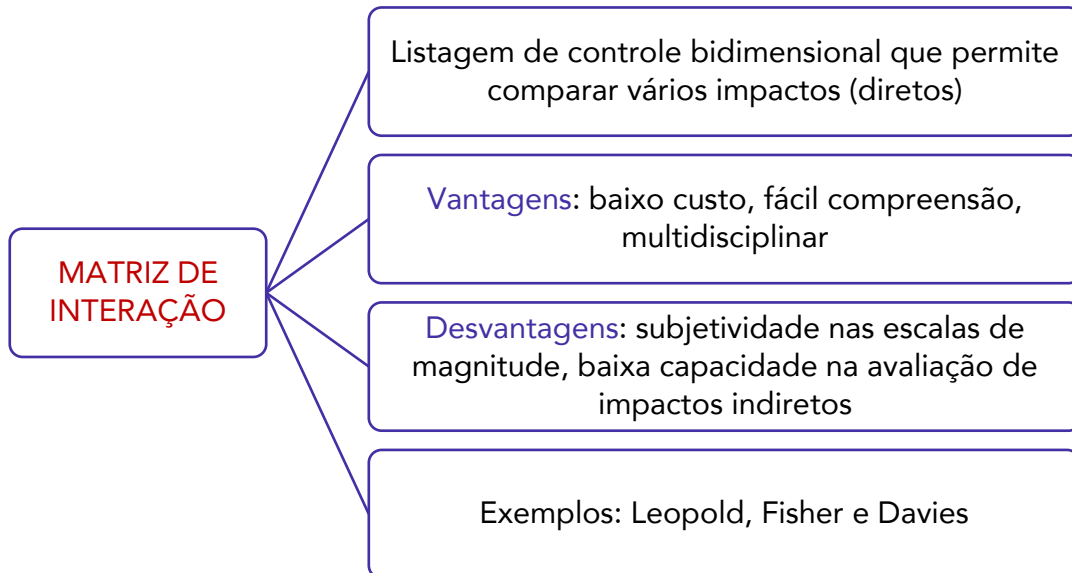 MATRIZ DE
INTERAÇÃO
Listagem de controle bidimensional que permite
comparar vários impactos (diretos)
Vantagens: baixo custo, fácil compreensão,
multidisciplinar
Desvantagens: subjetividade nas escalas de
magnitude, baixa capacidade na avaliação de
impactos indiretos
Exemplos: Leopold, Fisher e Davies